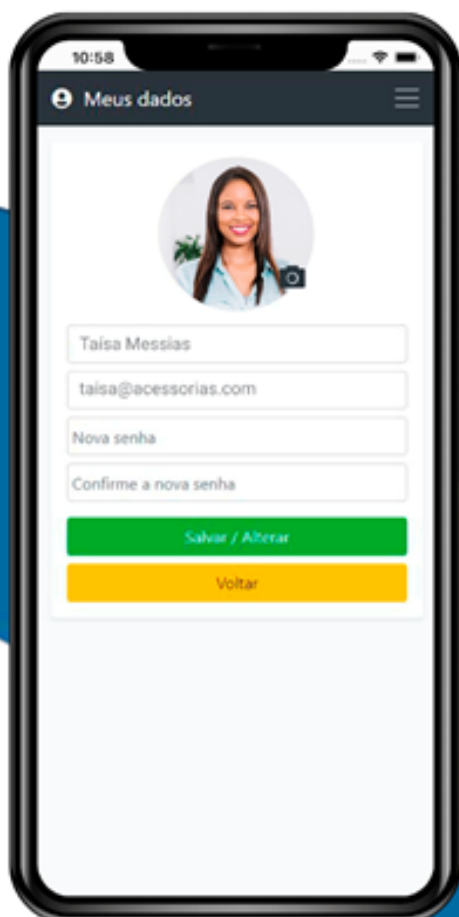 10:58
Meus dados
Taísa Messias
taisa@acessorias.com
Nova senha
Confirme a nova senha
Salvar / Alterar
Voltar